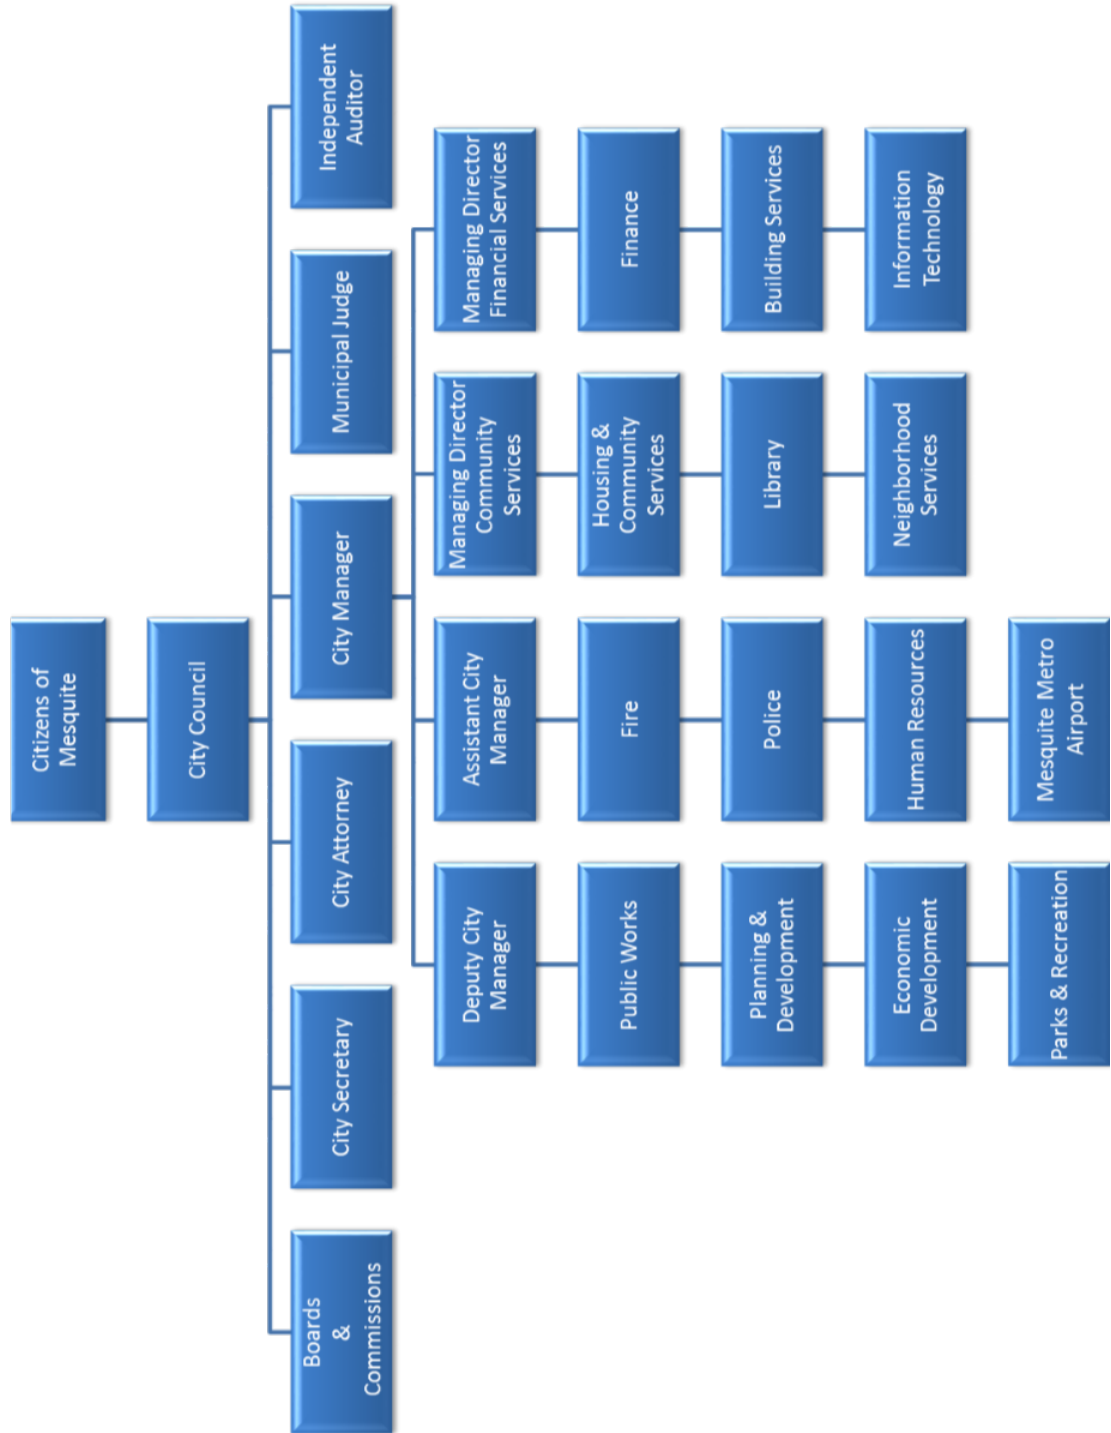 Citizens of
Mesquite
City Council
Boards
&
Commissions
City Secretary
City Attorney
City Manager
Municipal Judge
Independent
Auditor
Deputy City
Manager
Assistant City
Manager
Managing Director
Community
Services
Managing Director
Financial Services
Public Works
Fire
Housing &
Community
Services
Finance
Planning &
Development
Police
Library
Building Services
Economic
Development
Human Resources
Neighborhood
Services
Information
Technology
Parks & Recreation
Mesquite Metro
Airport